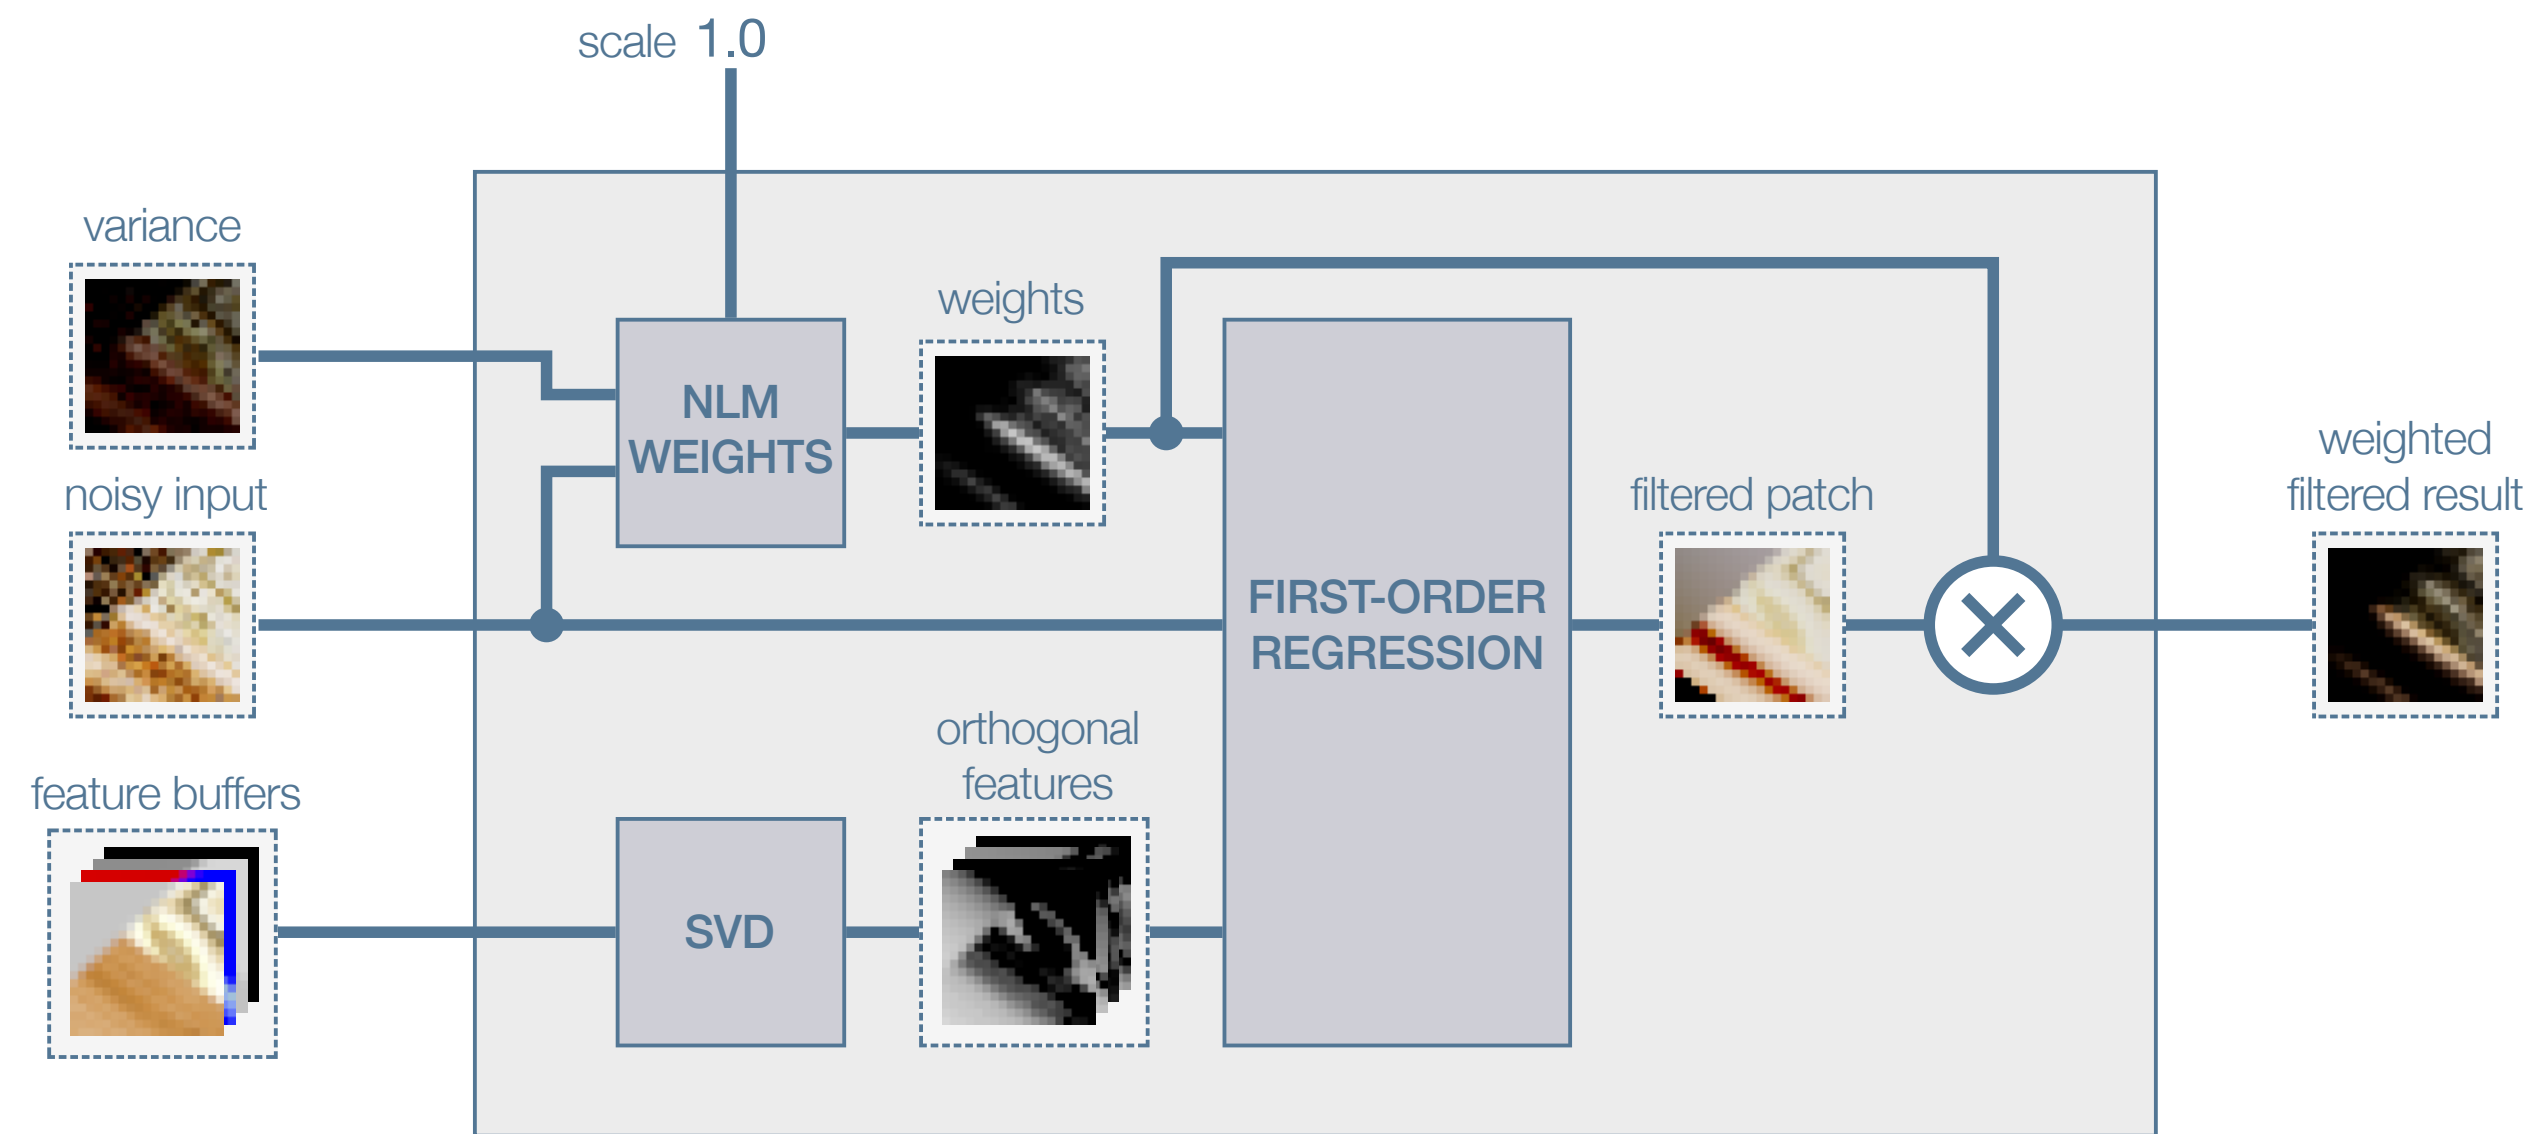 scale 1.0
variance
noisy input
feature buffers
NLM
WEIGHTS
SVD
weights
orthogonal
features
FIRST-ORDER
REGRESSION
filtered patch
weighted
filtered result